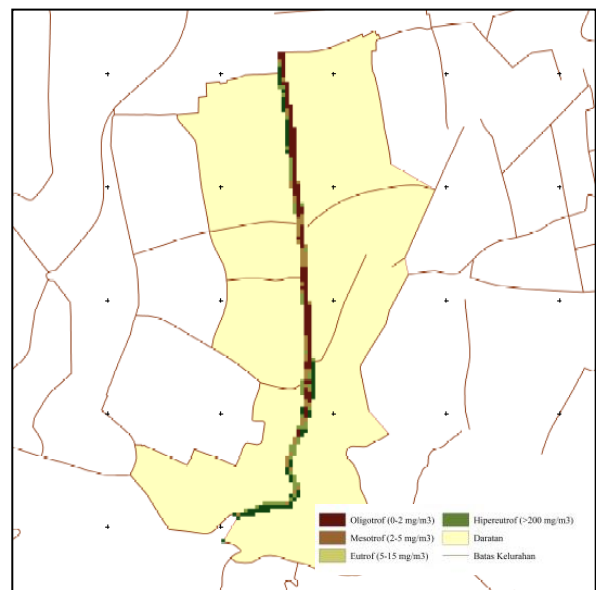 Oligotrof (0-2 mg/m3)
Mesotrof (2-5 mg/m3)
Eutrof (5-15 mg/m3)
Hipereutrof (>200 mg/m3)
Daratan
Batas Kelurahan